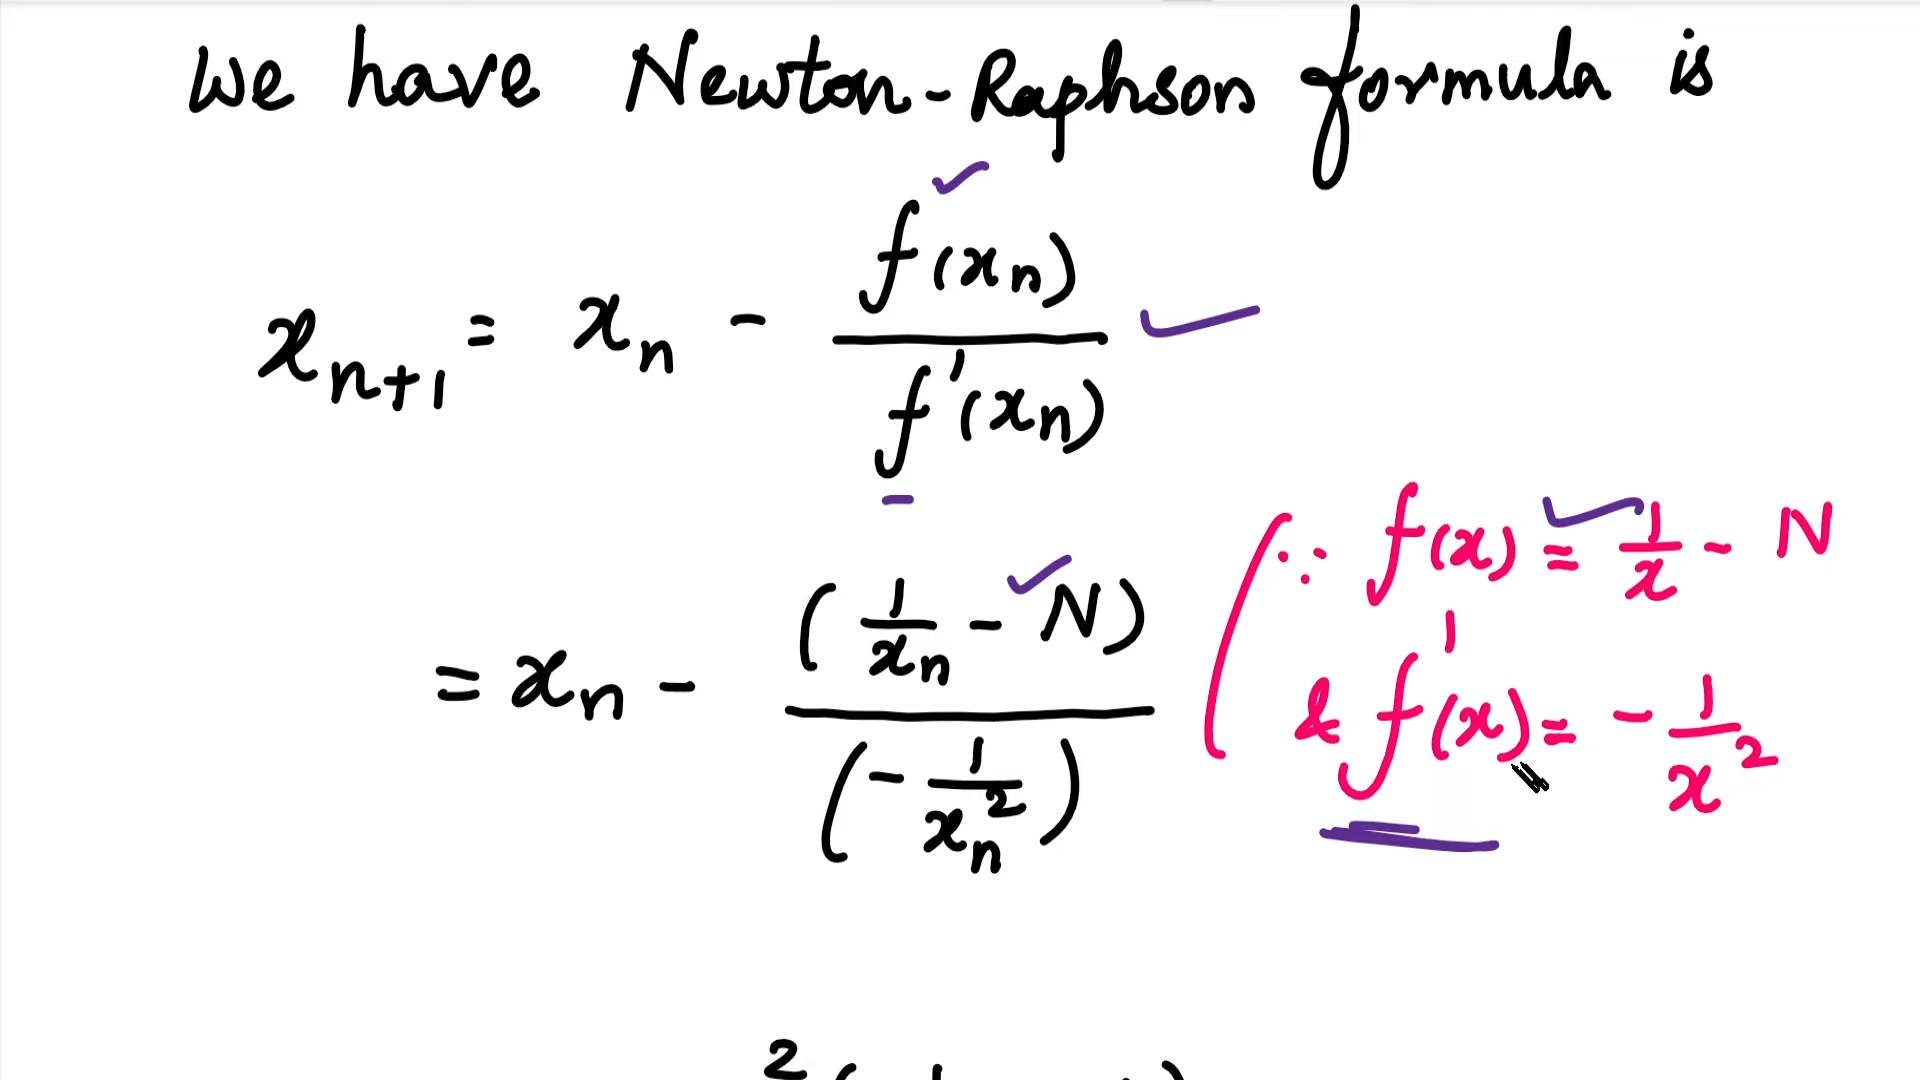 We have Newton-Raphson formula is
x_{n+1} = x_n - f(x_n) / f'(x_n)
= x_n - (1/x_n - N) / (-1/x_n^2)
(∵ f(x) = 1/x - N
& f'(x) = -1/x^2